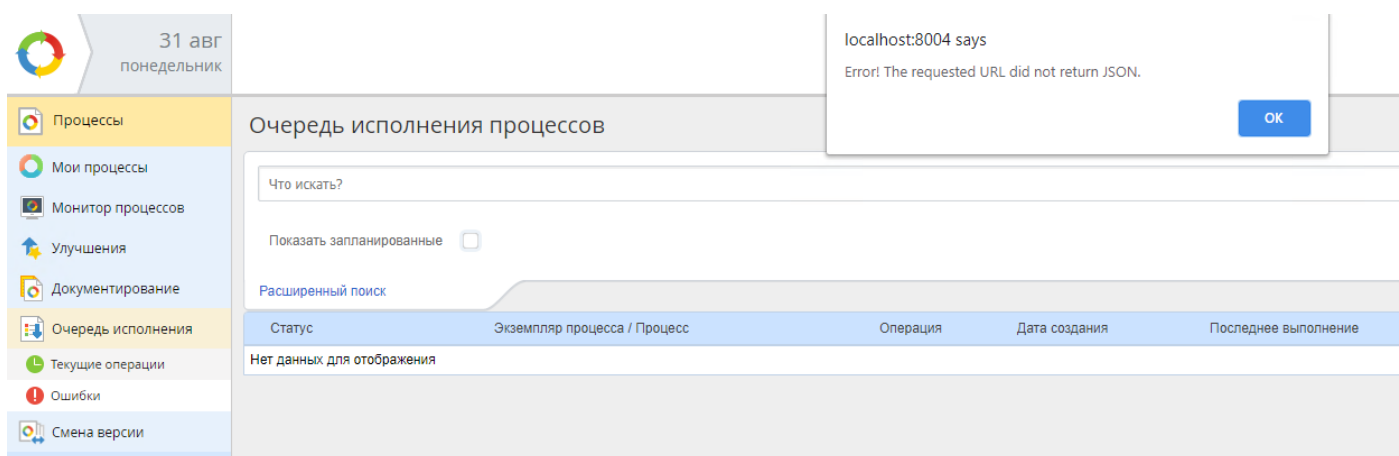 31 авг
понедельник
localhost:8004 says
Error! The requested URL did not return JSON.
OK
Процессы
Мои процессы
Монитор процессов
Улучшения
Документирование
Очередь исполнения
Текущие операции
Ошибки
Смена версии
Очередь исполнения процессов
Что искать?
Показать запланированные
Расширенный поиск
Статус Экземпляр процесса / Процесс Операция Дата создания Последнее выполнение
Нет данных для отображения